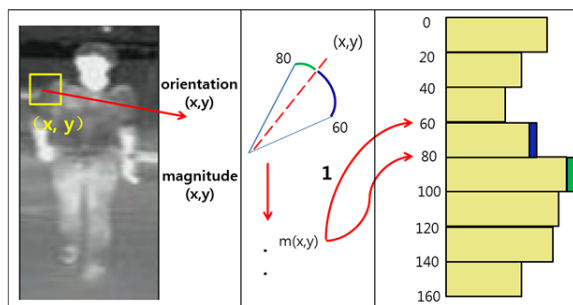 (x, y)
orientation
(x,y)
magnitude
(x,y)
80
(x,y)
60
1
m(x,y)
0
20
40
60
80
100
120
140
160